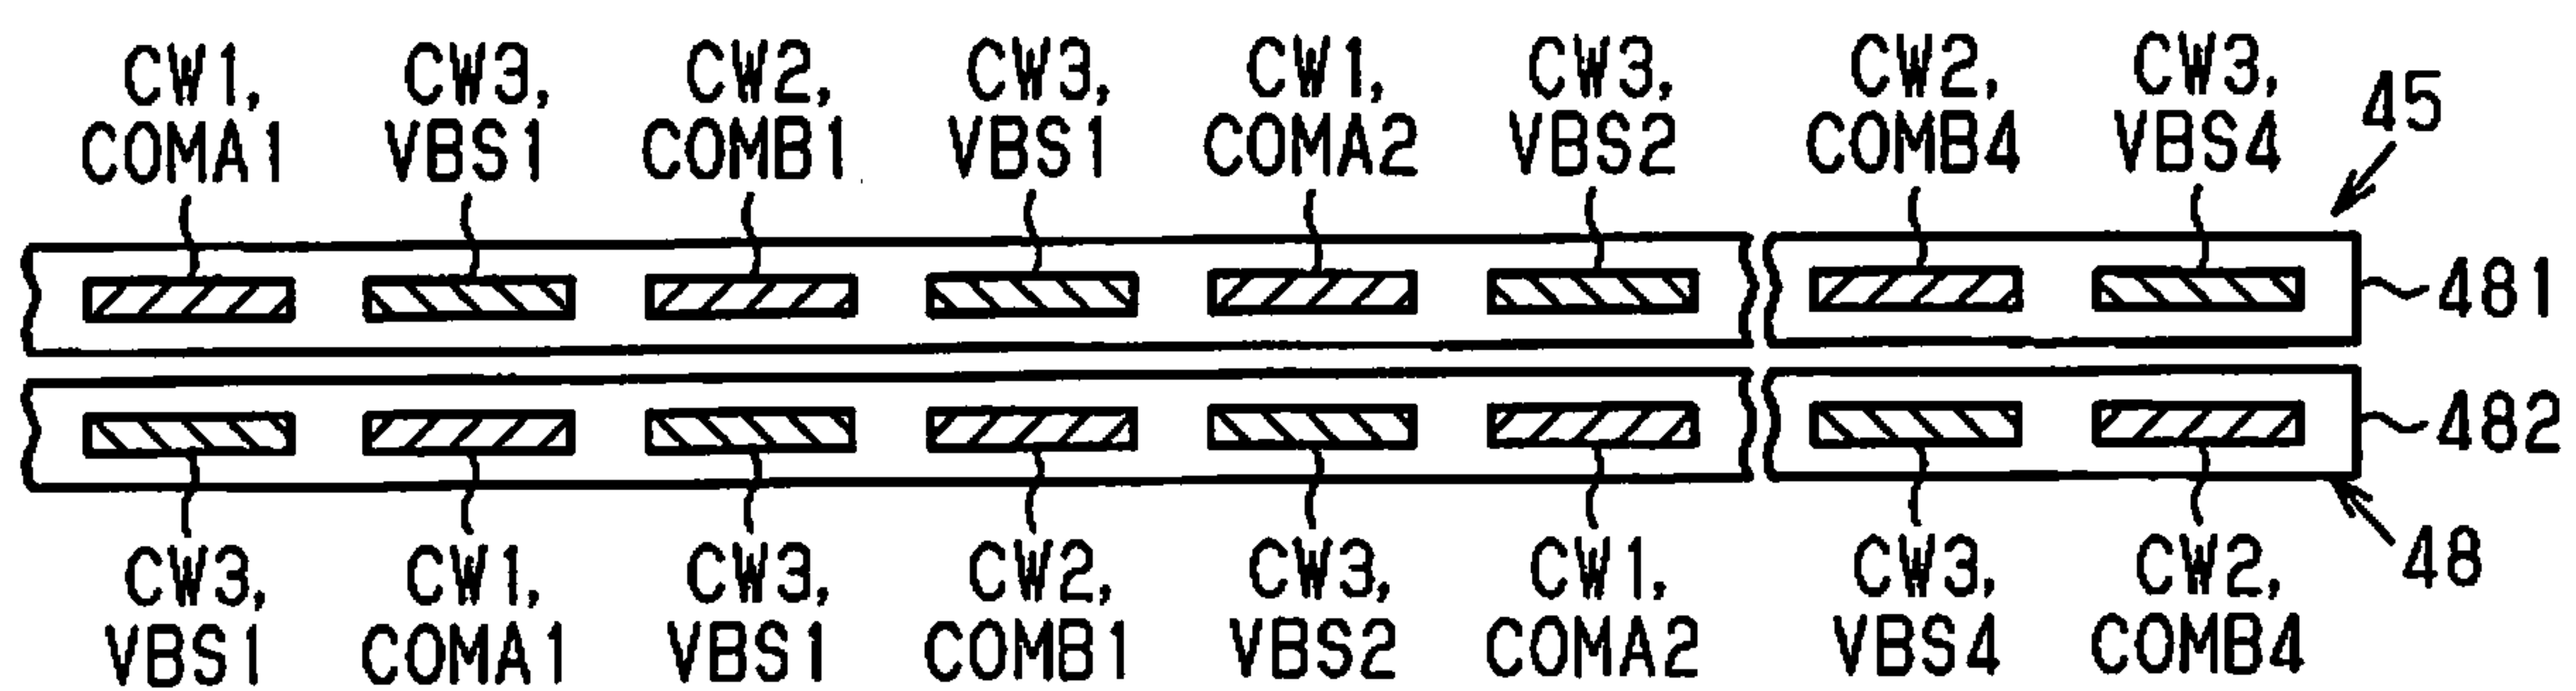 CW1, CW3, CW2, CW3, CW1, CW3, CW2, CW3,
COMA1 VBS1 COMB1 VBS1 COMA2 VBS2 COMB4 VBS4
45
481
482
48
CW3, CW1, CW3, CW2, CW3, CW1, CW3, CW2,
VBS1 COMA1 VBS1 COMB1 VBS2 COMA2 VBS4 COMB4